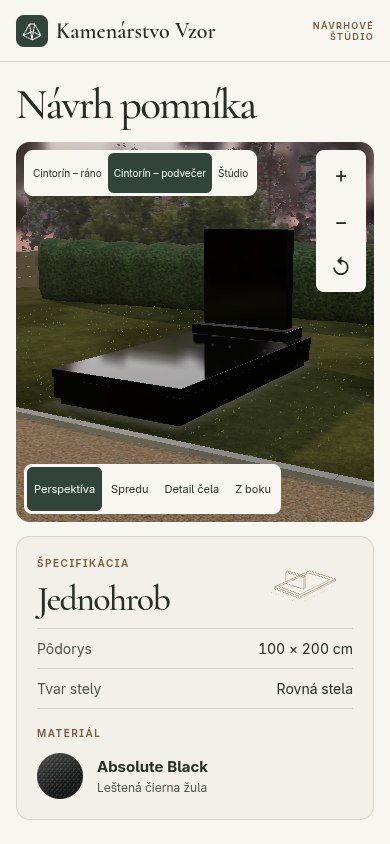 Kamenárstvo Vzor
NÁVRHOVÉ
ŠTÚDIO
Návrh pomníka
Cintorín – ráno
Cintorín – podvečer
Štúdio
+
−
Perspektíva
Spredu
Detail čela
Z boku
ŠPECIFIKÁCIA
Jednohrob
Pôdorys
100 × 200 cm
Tvar stely
Rovná stela
MATERIÁL
Absolute Black
Leštená čierna žula